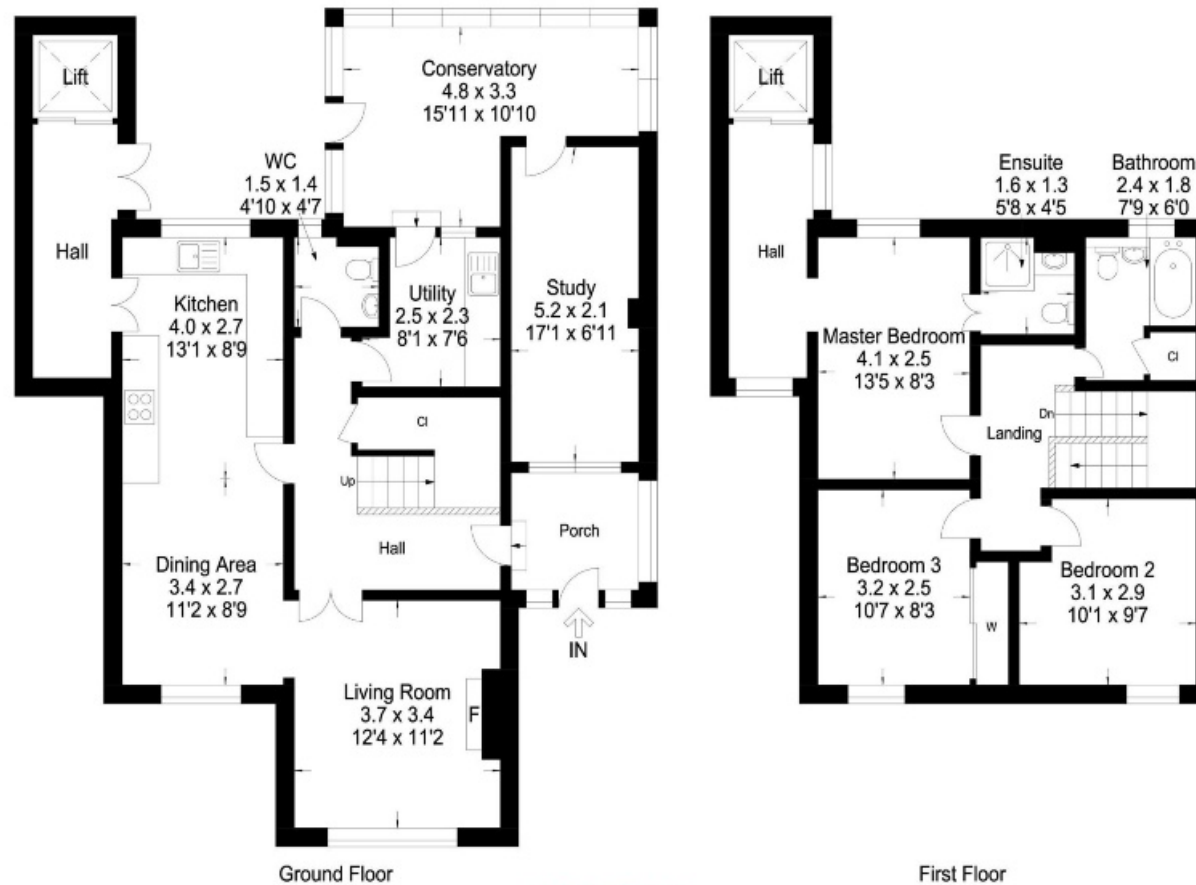 Lift
Hall
Conservatory
4.8 x 3.3
15'11 x 10'10
WC
1.5 x 1.4
4'10 x 4'7
Kitchen
4.0 x 2.7
13'1 x 8'9
Utility
2.5 x 2.3
8'1 x 7'6
Study
5.2 x 2.1
17'1 x 6'11
Cl
Up
Hall
Porch
IN
Dining Area
3.4 x 2.7
11'2 x 8'9
Living Room
3.7 x 3.4
12'4 x 11'2
F
Ground Floor
Lift
Hall
Ensuite
1.6 x 1.3
5'8 x 4'5
Bathroom
2.4 x 1.8
7'9 x 6'0
Master Bedroom
4.1 x 2.5
13'5 x 8'3
Cl
Dn
Landing
Bedroom 3
3.2 x 2.5
10'7 x 8'3
W
Bedroom 2
3.1 x 2.9
10'1 x 9'7
First Floor